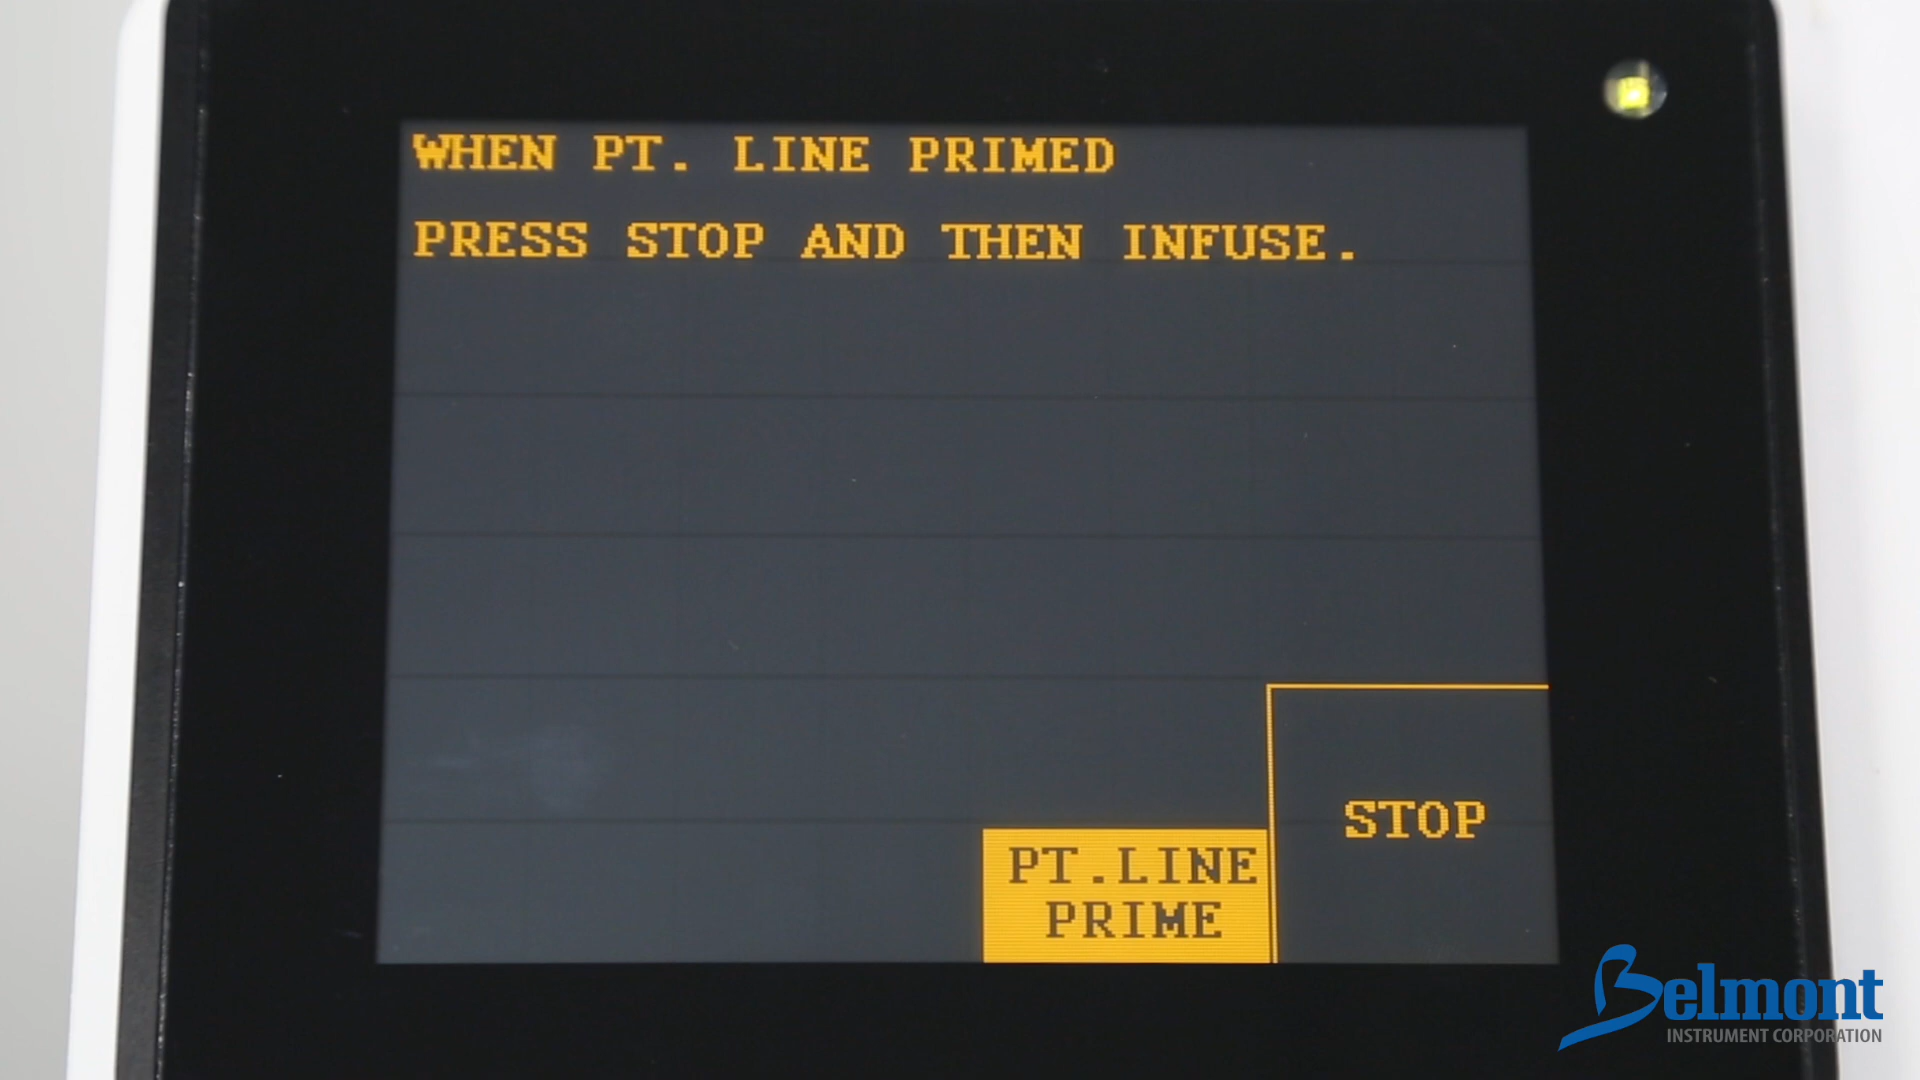 WHEN PT. LINE PRIMED
PRESS STOP AND THEN INFUSE.
PT.LINE
PRIME
STOP
Belmont
INSTRUMENT CORPORATION